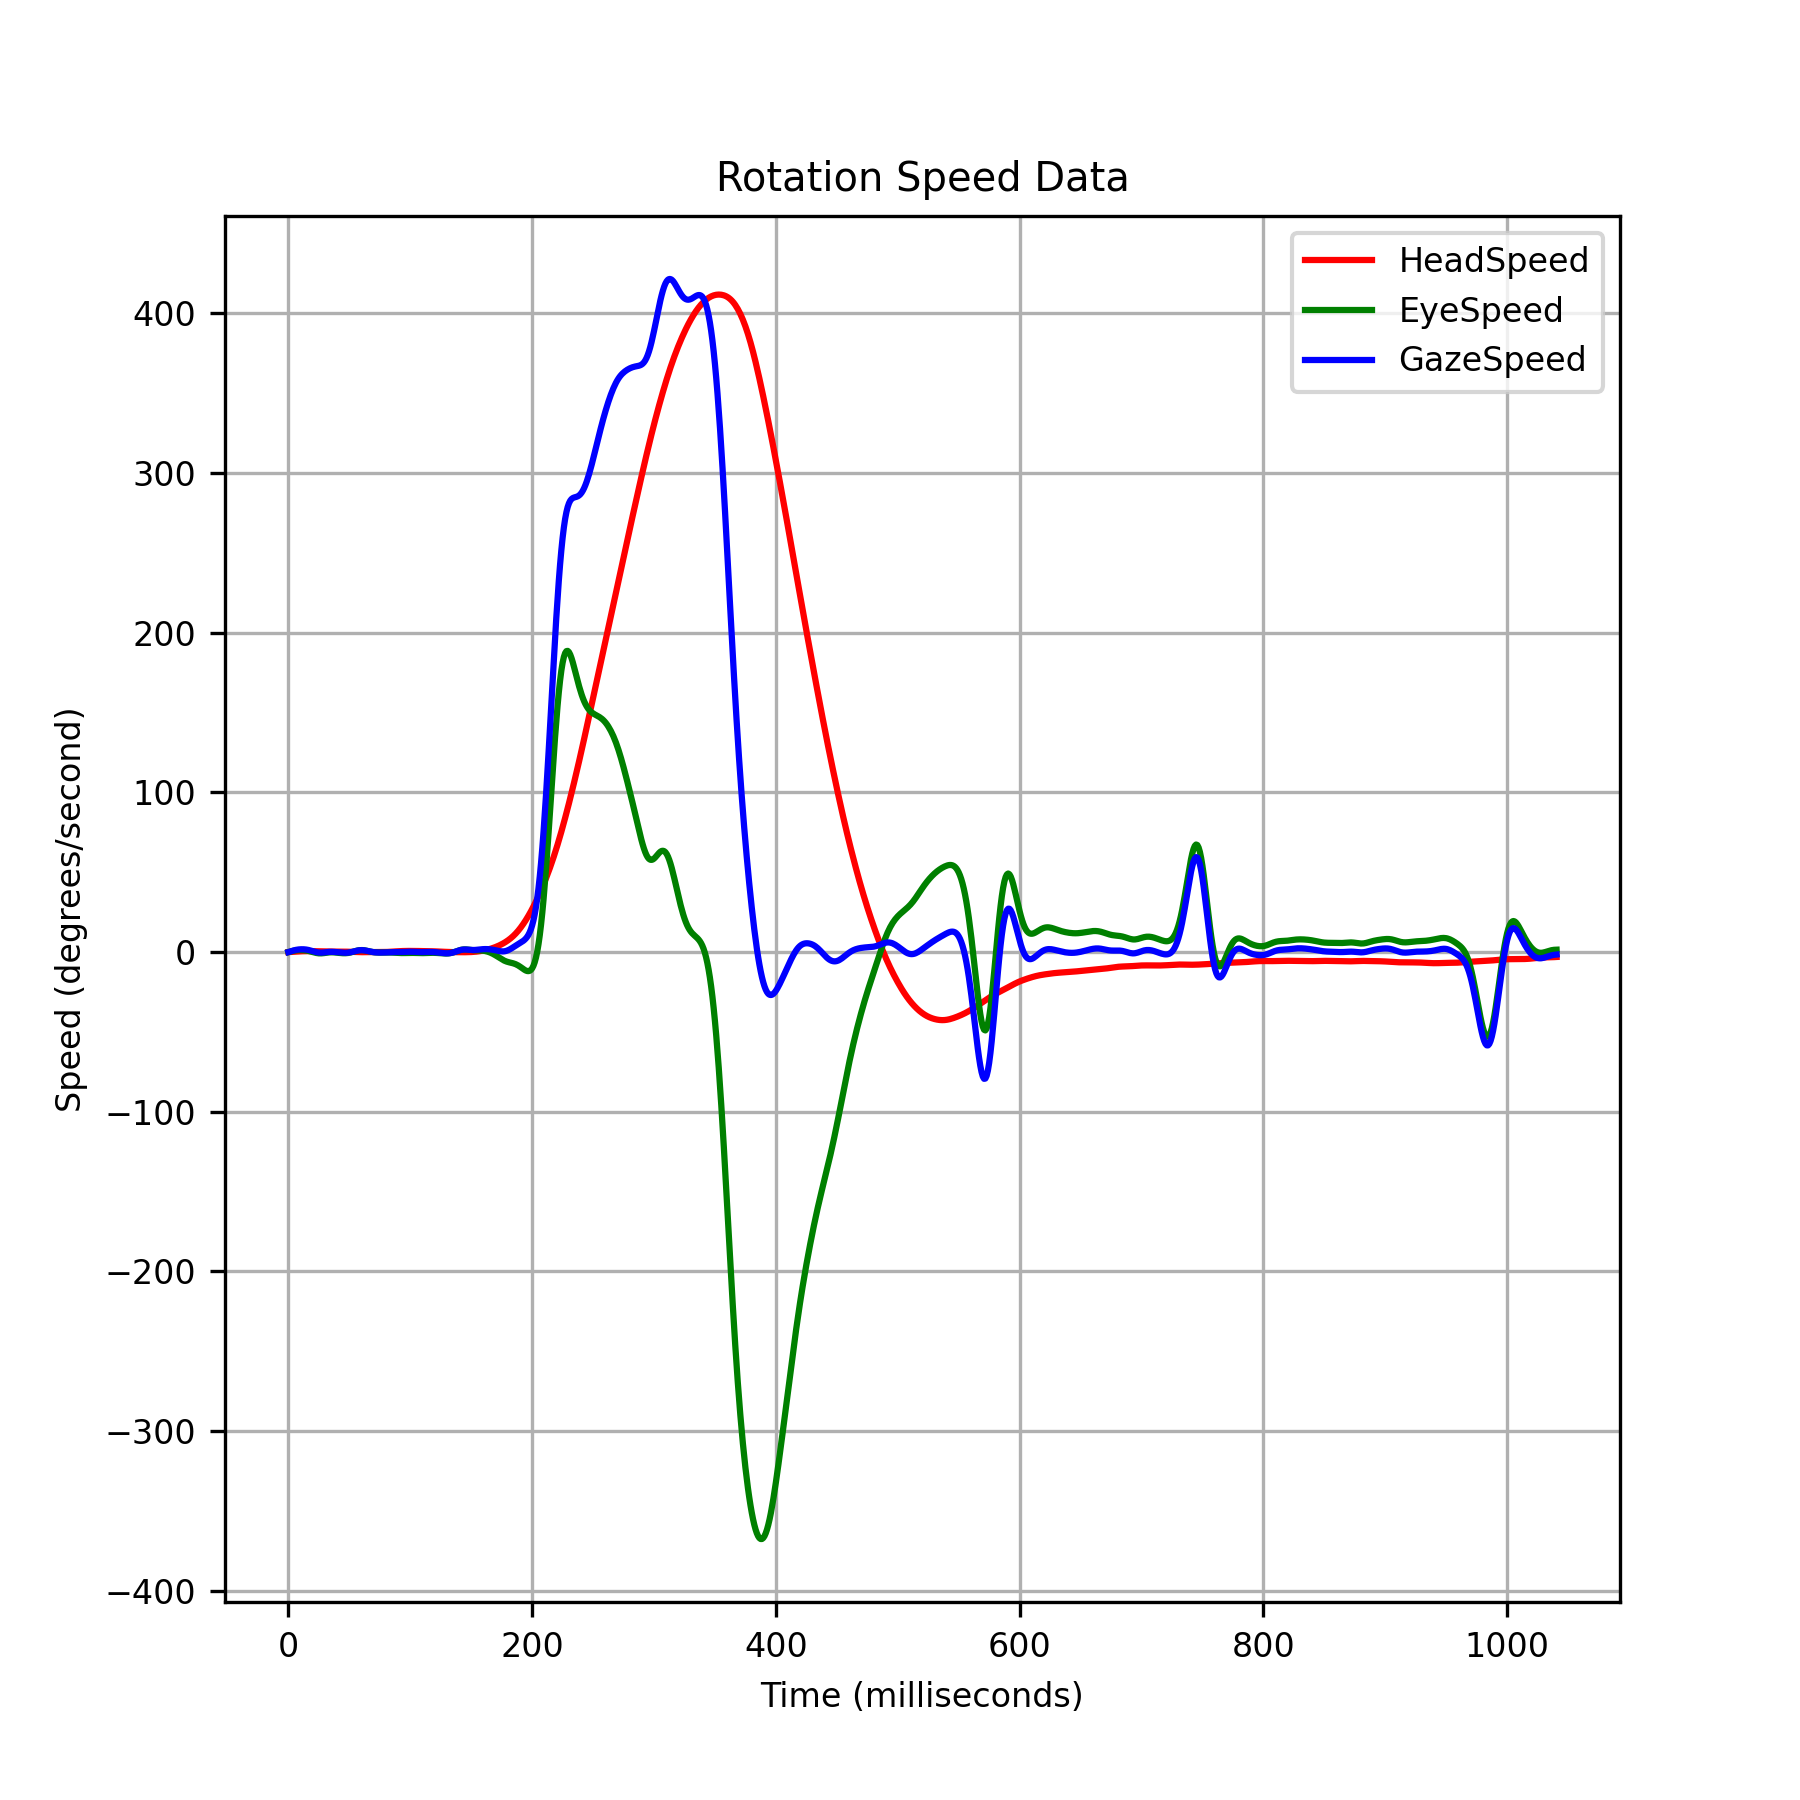 Rotation Speed Data
HeadSpeed
EyeSpeed
GazeSpeed
400
300
200
100
0
−100
−200
−300
−400
Speed (degrees/second)
0 200 400 600 800 1000
Time (milliseconds)